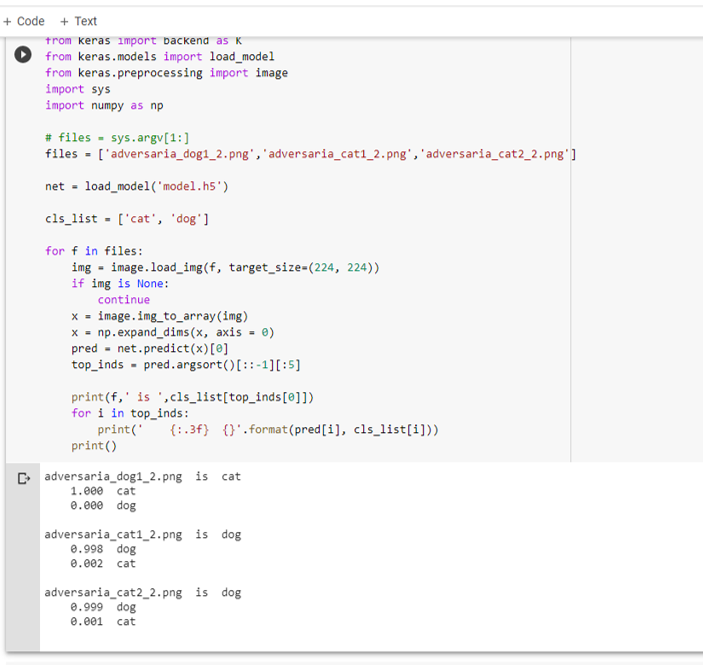 + Code + Text
from keras import backend as K
from keras.models import load_model
from keras.preprocessing import image
import sys
import numpy as np
# files = sys.argv[1:]
files = ['adversaria_dog1_2.png','adversaria_cat1_2.png','adversaria_cat2_2.png']
net = load_model('model.h5')
cls_list = ['cat', 'dog']
for f in files:
    img = image.load_img(f, target_size=(224, 224))
    if img is None:
        continue
    x = image.img_to_array(img)
    x = np.expand_dims(x, axis = 0)
    pred = net.predict(x)[0]
    top_inds = pred.argsort()[::-1][:5]
    print(f,' is ',cls_list[top_inds[0]])
    for i in top_inds:
        print('    {:.3f}  {}'.format(pred[i], cls_list[i]))
    print()
adversaria_dog1_2.png  is  cat
    1.000  cat
    0.000  dog
adversaria_cat1_2.png  is  dog
    0.998  dog
    0.002  cat
adversaria_cat2_2.png  is  dog
    0.999  dog
    0.001  cat